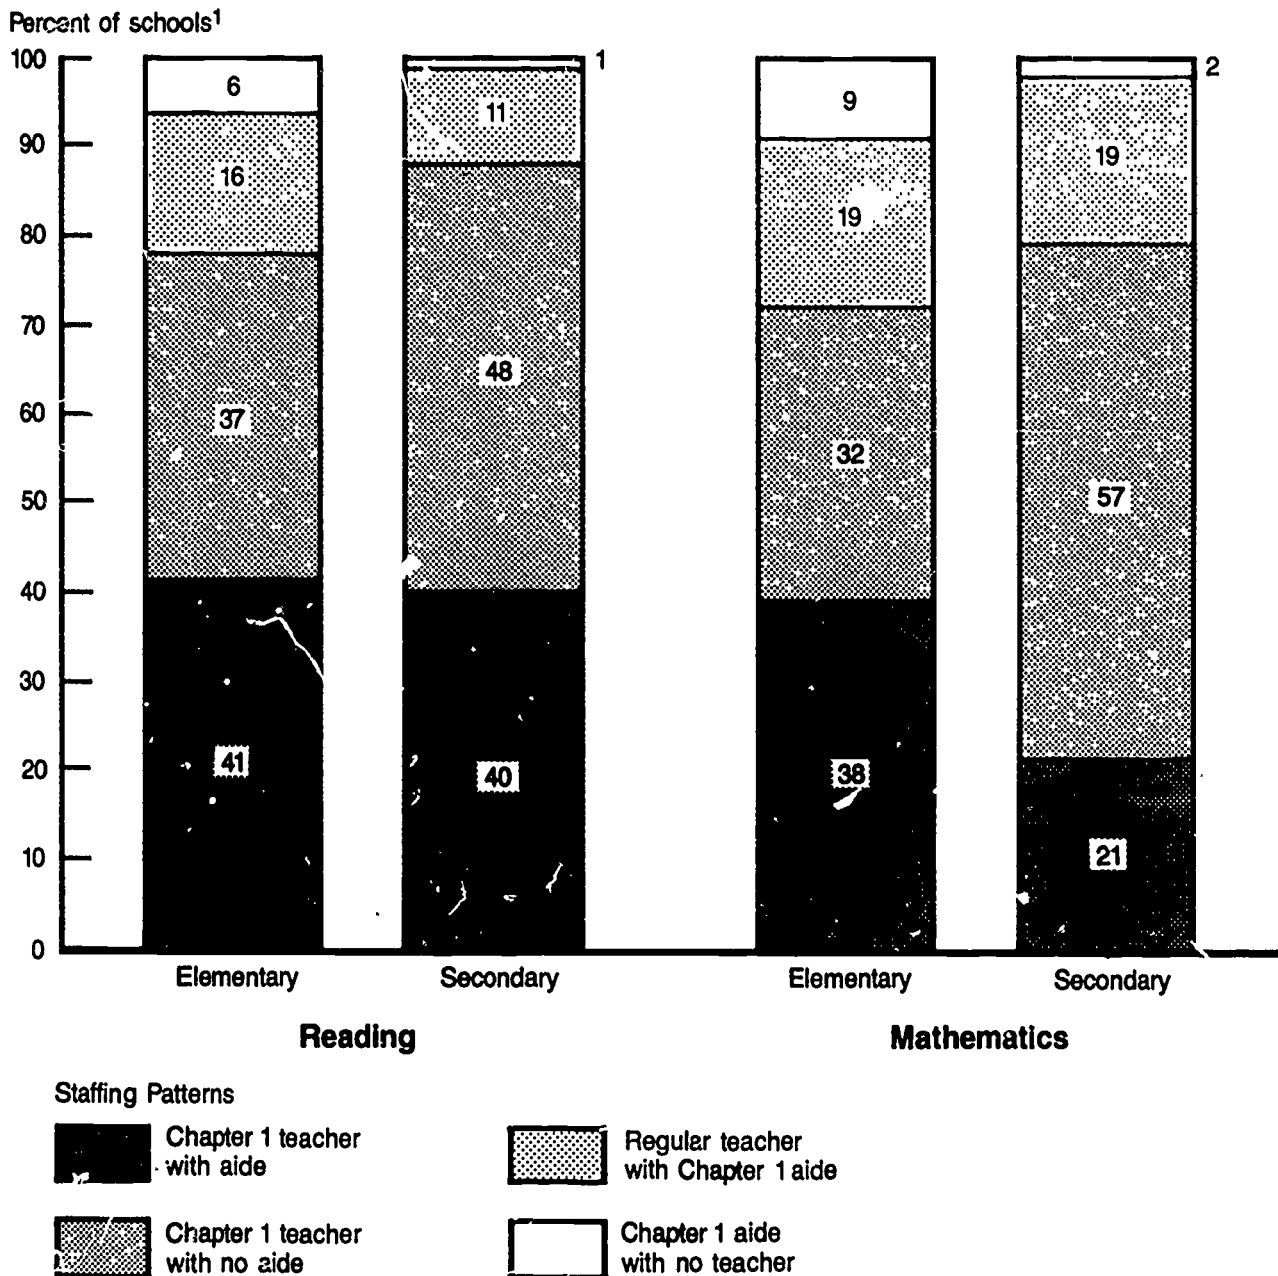 Percent of schools¹
100
90
80
70
60
50
40
30
20
10
0
6
16
37
41
1
11
48
40
9
19
32
38
2
19
57
21
Elementary
Secondary
Elementary
Secondary
Reading
Mathematics
Staffing Patterns
Chapter 1 teacher
with aide
Regular teacher
with Chapter 1 aide
Chapter 1 teacher
with no aide
Chapter 1 aide
with no teacher